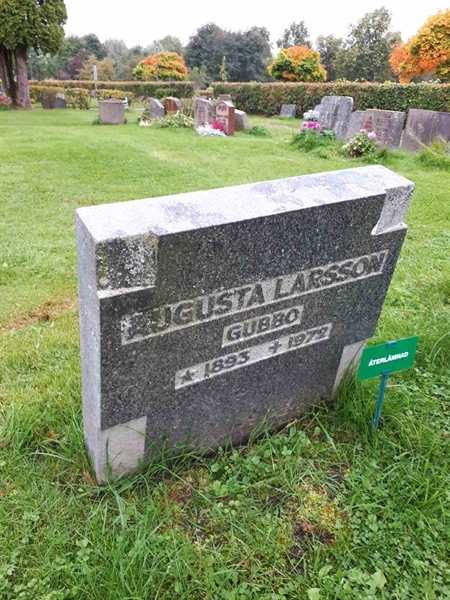 AUGUSTA LARSSON
GUBBO
* 1893 + 1972
ÅTERLÄMNAD